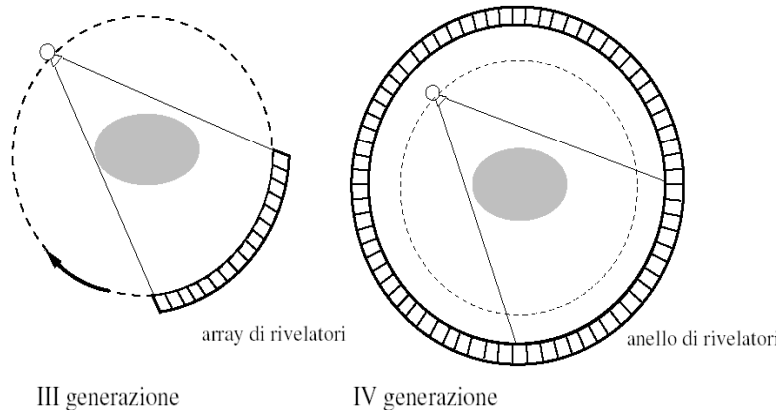 array di rivelatori
anello di rivelatori
III generazione
IV generazione